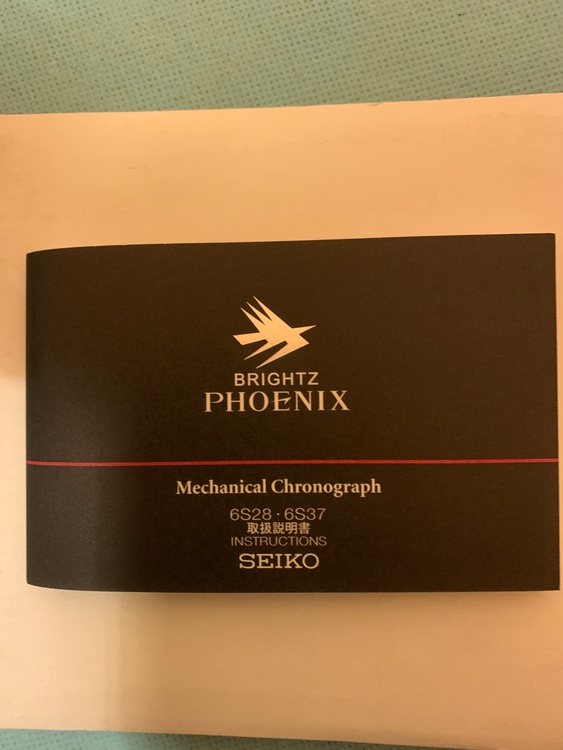 BRIGHTZ
PHOENIX
Mechanical Chronograph
6S28・6S37
取扱説明書
INSTRUCTIONS
SEIKO